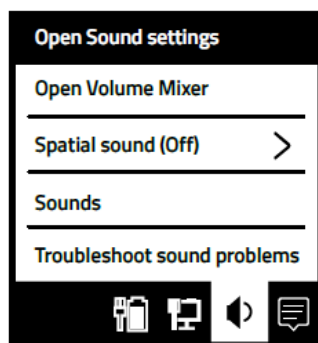 Open Sound settings
Open Volume Mixer
Spatial sound (Off)
Sounds
Troubleshoot sound problems